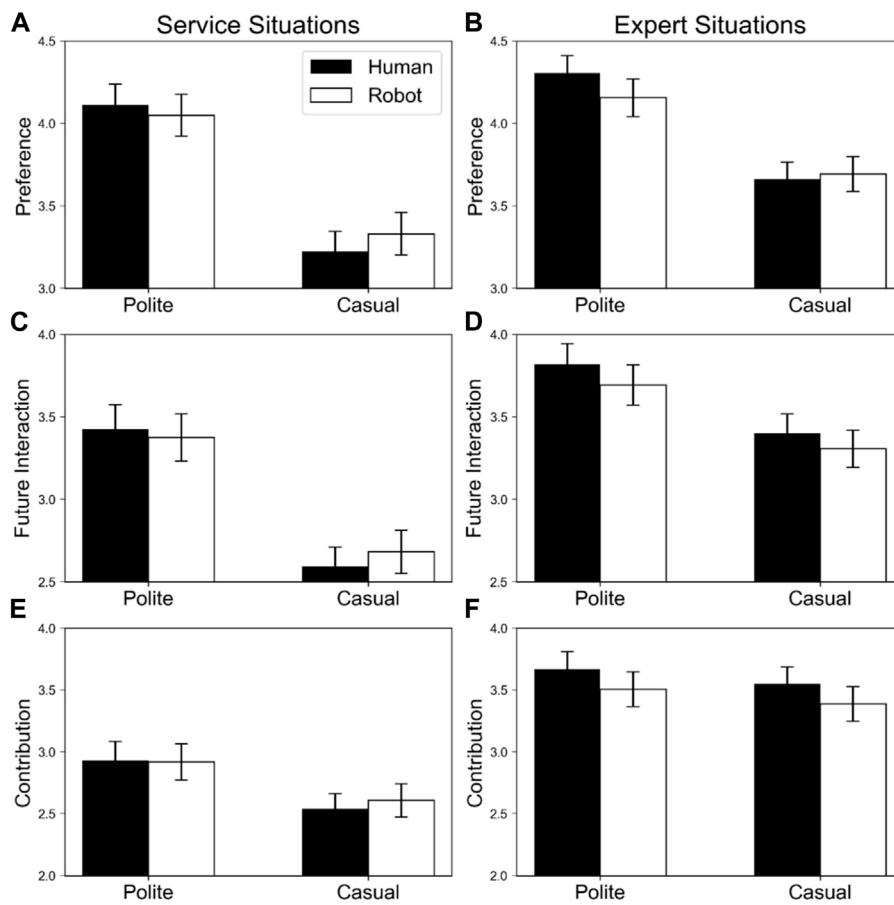 A
Service Situations
4.5
4.0
3.5
3.0
Preference
Human
Robot
Polite
Casual
B
Expert Situations
4.5
4.0
3.5
3.0
Preference
Polite
Casual
C
4.0
3.5
3.0
2.5
Future Interaction
Polite
Casual
D
4.0
3.5
3.0
2.5
Future Interaction
Polite
Casual
E
4.0
3.5
3.0
2.5
2.0
Contribution
Polite
Casual
F
4.0
3.5
3.0
2.5
2.0
Contribution
Polite
Casual